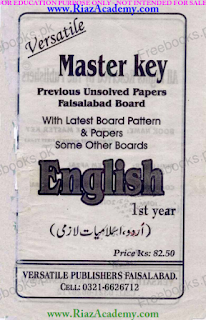 OR EDUCATION PURPOSE ONLY - NOT INTENDED FOR SALE
www.RiazAcademy.com
Versatile
Master key
Previous Unsolved Papers
Faisalabad Board
With Latest Board Pattern
& Papers
Some Other Boards
English
1st year
(اُردو، اسلامیات لازمی)
Price Rs: 82.50
VERSATILE PUBLISHERS FAISALABAD.
CELL: 0321-6626712
www.RiazAcademy.com